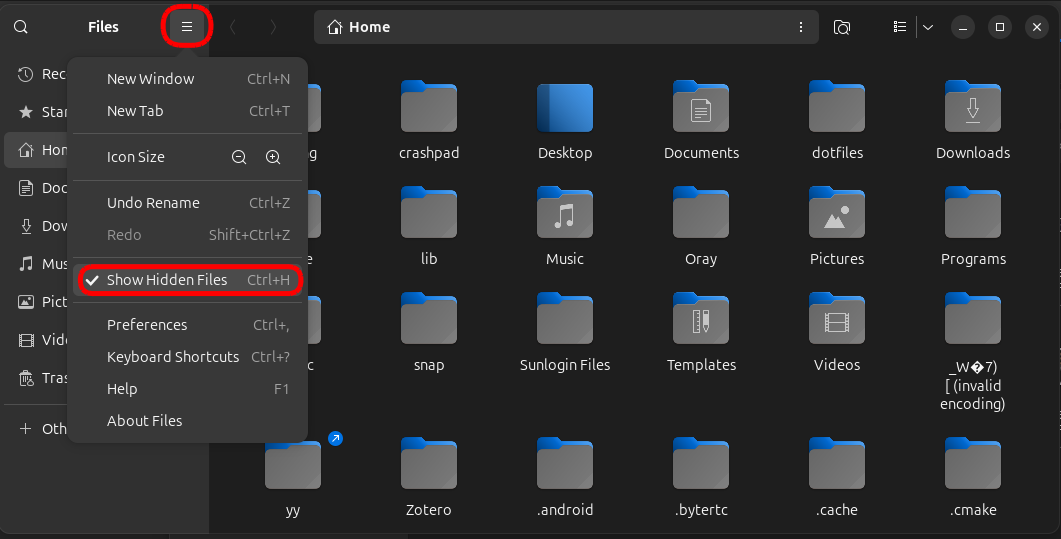 Files
Home
New Window Ctrl+N
New Tab Ctrl+T
Icon Size
Undo Rename Ctrl+Z
Redo Shift+Ctrl+Z
Show Hidden Files Ctrl+H
Preferences Ctrl+,
Keyboard Shortcuts Ctrl+?
Help F1
About Files
Rec
Star
Hom
Doc
Dow
Mus
Pict
Vide
Tras
Oth
g crashpad Desktop Documents dotfiles Downloads
e lib Music Oray Pictures Programs
c snap Sunlogin Files Templates Videos _W�7)
[ (invalid
encoding)
yy Zotero .android .bytertc .cache .cmake